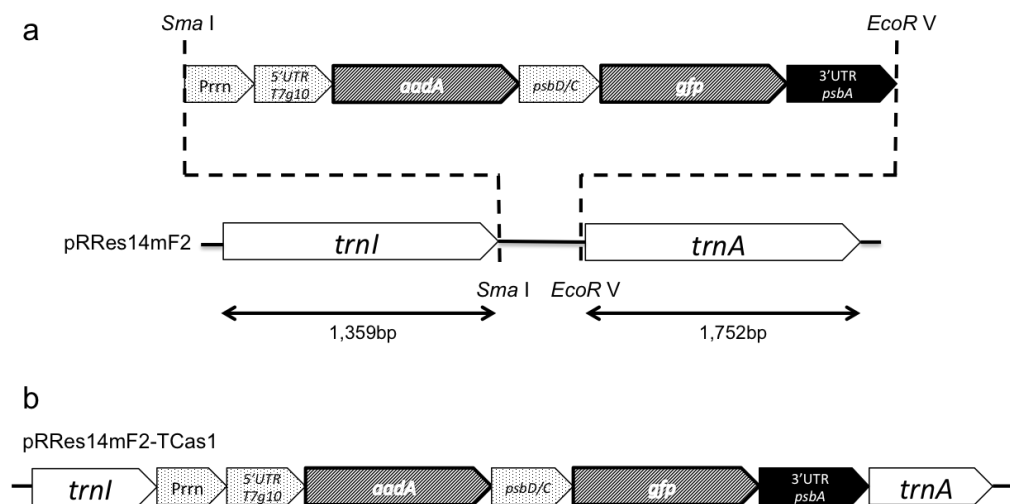 a
Sma I
EcoR V
Prrn
5'UTR
T7g10
aadA
psbD/C
gfp
3'UTR
psbA
pRRes14mF2
trnI
trnA
Sma I
EcoR V
1,359bp
1,752bp
b
pRRes14mF2-TCas1
trnI
Prrn
5'UTR
T7g10
aadA
psbD/C
gfp
3'UTR
psbA
trnA